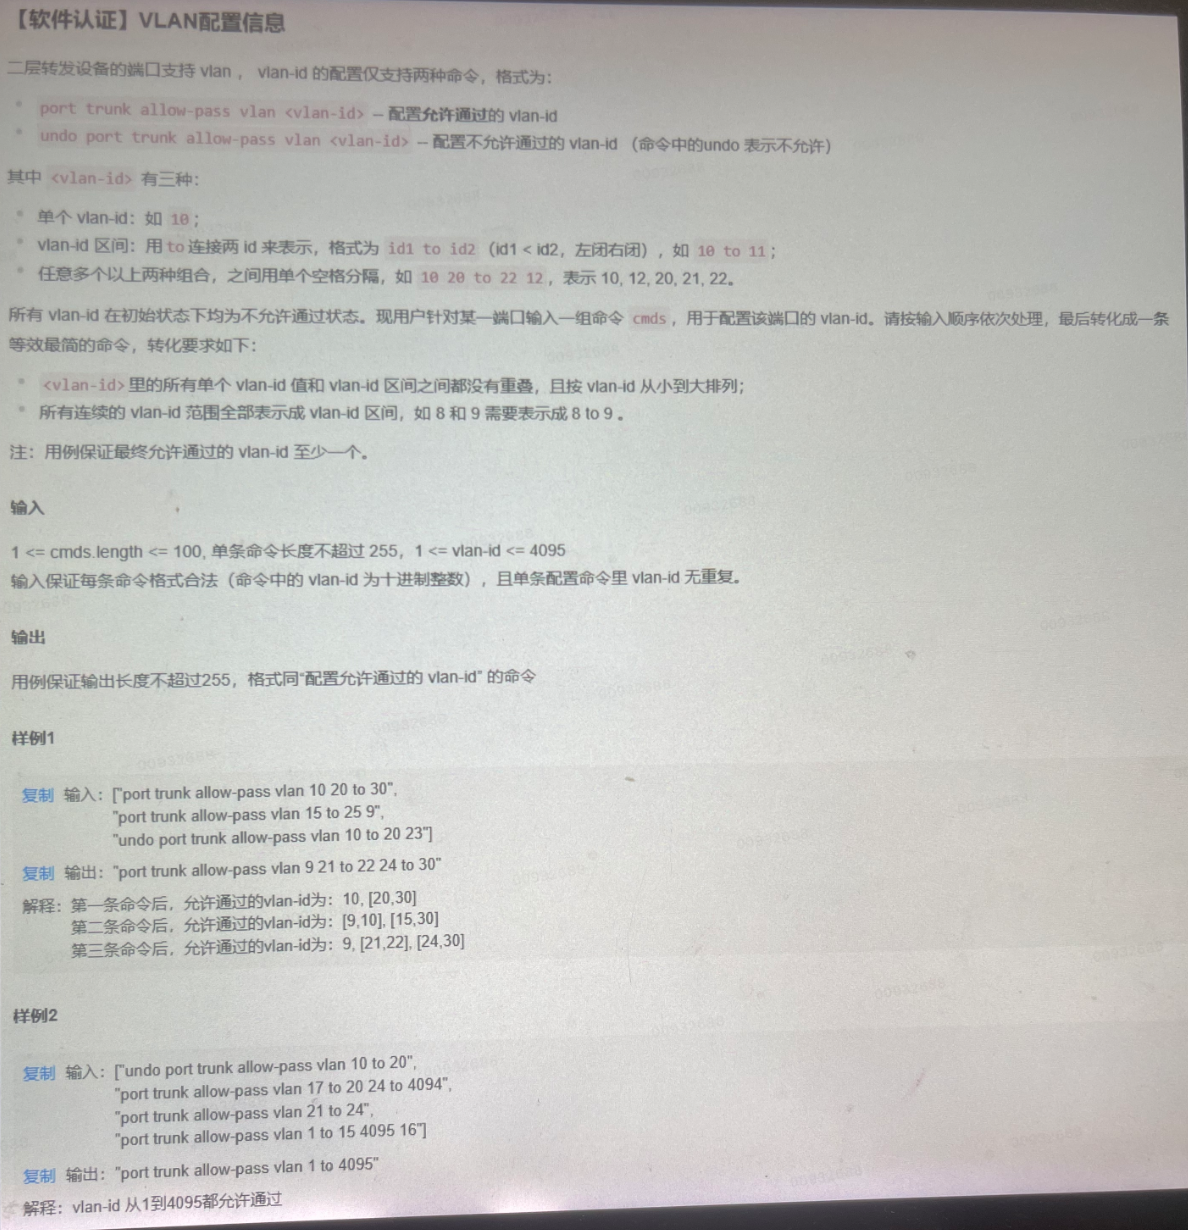 【软件认证】VLAN配置信息
二层转发设备的端口支持 vlan ， vlan-id 的配置仅支持两种命令，格式为：
port trunk allow-pass vlan <vlan-id> – 配置允许通过的 vlan-id
undo port trunk allow-pass vlan <vlan-id> – 配置不允许通过的 vlan-id （命令中的undo 表示不允许）
其中 <vlan-id> 有三种：
单个 vlan-id：如 10；
vlan-id 区间：用 to 连接两 id 来表示，格式为 id1 to id2 （id1 < id2，左闭右闭），如 10 to 11；
任意多个以上两种组合，之间用单个空格分隔，如 10 20 to 22 12，表示 10, 12, 20, 21, 22。
所有 vlan-id 在初始状态下均为不允许通过状态。现用户针对某一端口输入一组命令 cmds ，用于配置该端口的 vlan-id。请按输入顺序依次处理，最后转化成一条
等效最简的命令，转化要求如下：
<vlan-id> 里的所有单个 vlan-id 值和 vlan-id 区间之间都没有重叠，且按 vlan-id 从小到大排列；
所有连续的 vlan-id 范围全部表示成 vlan-id 区间，如 8 和 9 需要表示成 8 to 9 。
注：用例保证最终允许通过的 vlan-id 至少一个。
输入
1 <= cmds.length <= 100, 单条命令长度不超过 255，1 <= vlan-id <= 4095
输入保证每条命令格式合法（命令中的 vlan-id 为十进制整数），且单条配置命令里 vlan-id 无重复。
输出
用例保证输出长度不超过255，格式同“配置允许通过的 vlan-id” 的命令
样例1
复制 输入：["port trunk allow-pass vlan 10 20 to 30",
"port trunk allow-pass vlan 15 to 25 9",
"undo port trunk allow-pass vlan 10 to 20 23"]
复制 输出："port trunk allow-pass vlan 9 21 to 22 24 to 30"
解释：第一条命令后，允许通过的vlan-id为：10, [20,30]
第二条命令后，允许通过的vlan-id为：[9,10], [15,30]
第三条命令后，允许通过的vlan-id为：9, [21,22], [24,30]
样例2
复制 输入：["undo port trunk allow-pass vlan 10 to 20",
"port trunk allow-pass vlan 17 to 20 24 to 4094",
"port trunk allow-pass vlan 21 to 24",
"port trunk allow-pass vlan 1 to 15 4095 16"]
复制 输出："port trunk allow-pass vlan 1 to 4095"
解释：vlan-id 从1到4095都允许通过